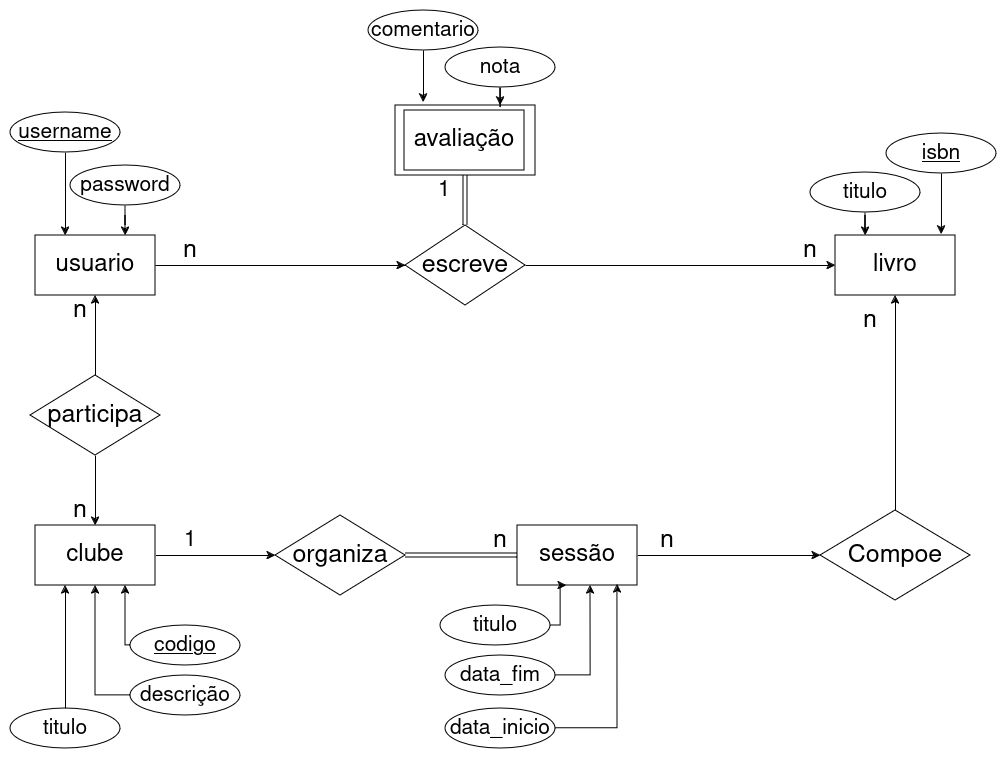 comentario
nota
username
avaliação
isbn
password
1
titulo
n
n
usuario
escreve
livro
n
n
participa
n
1
n
n
clube
organiza
sessão
Compoe
titulo
codigo
data_fim
descrição
titulo
data_inicio